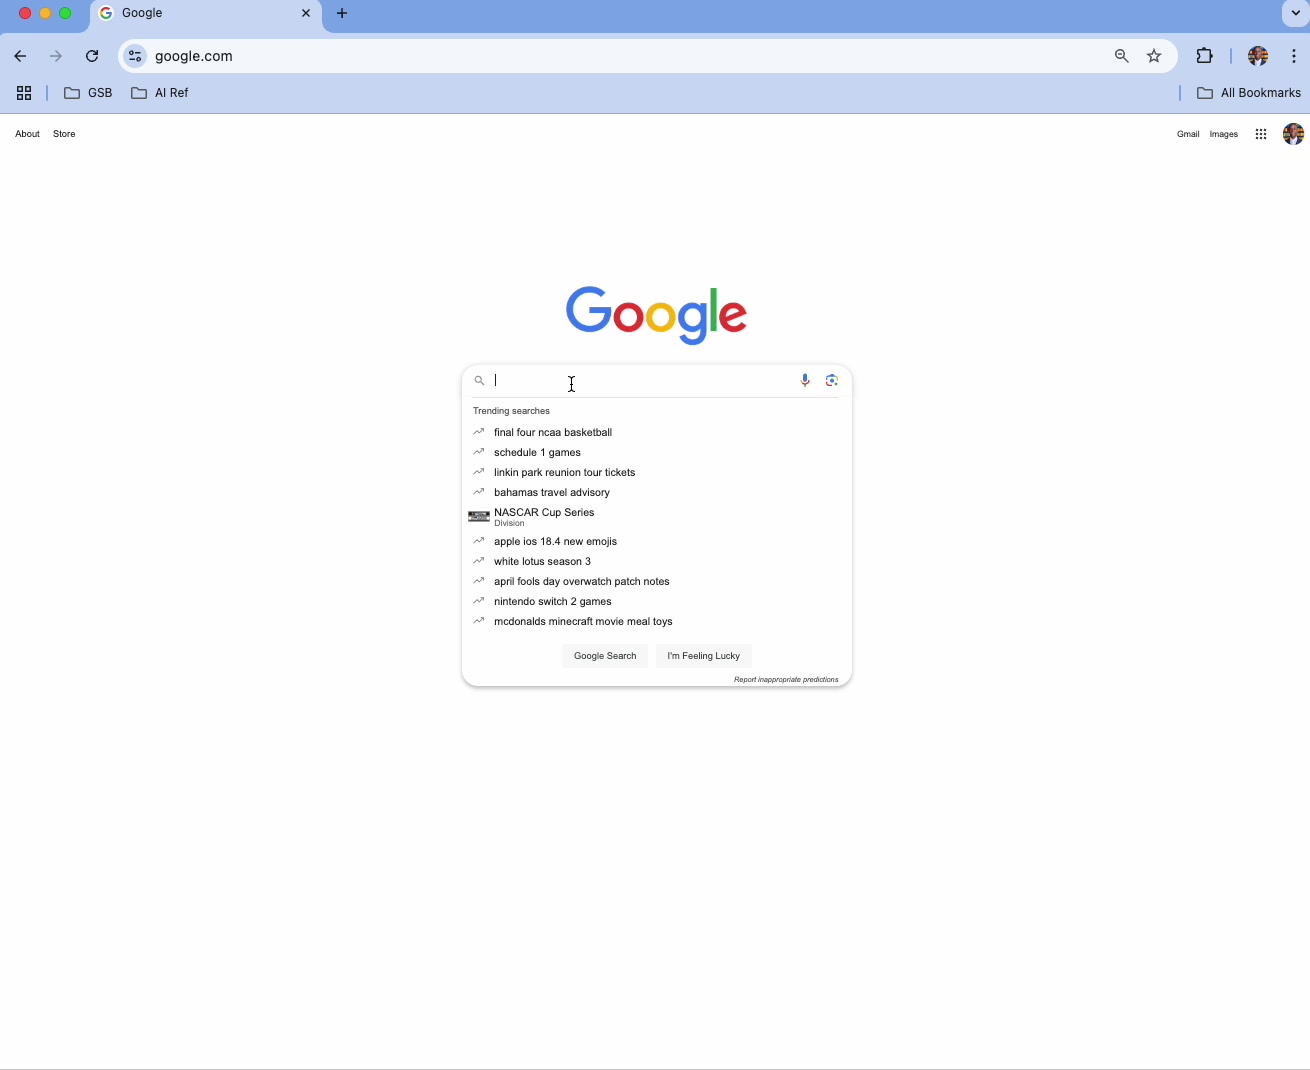 Google
google.com
GSB
AI Ref
All Bookmarks
About
Store
Gmail
Images
Google
Trending searches
final four ncaa basketball
schedule 1 games
linkin park reunion tour tickets
bahamas travel advisory
NASCAR Cup Series
Division
apple ios 18.4 new emojis
white lotus season 3
april fools day overwatch patch notes
nintendo switch 2 games
mcdonalds minecraft movie meal toys
Google Search
I'm Feeling Lucky
Report inappropriate predictions